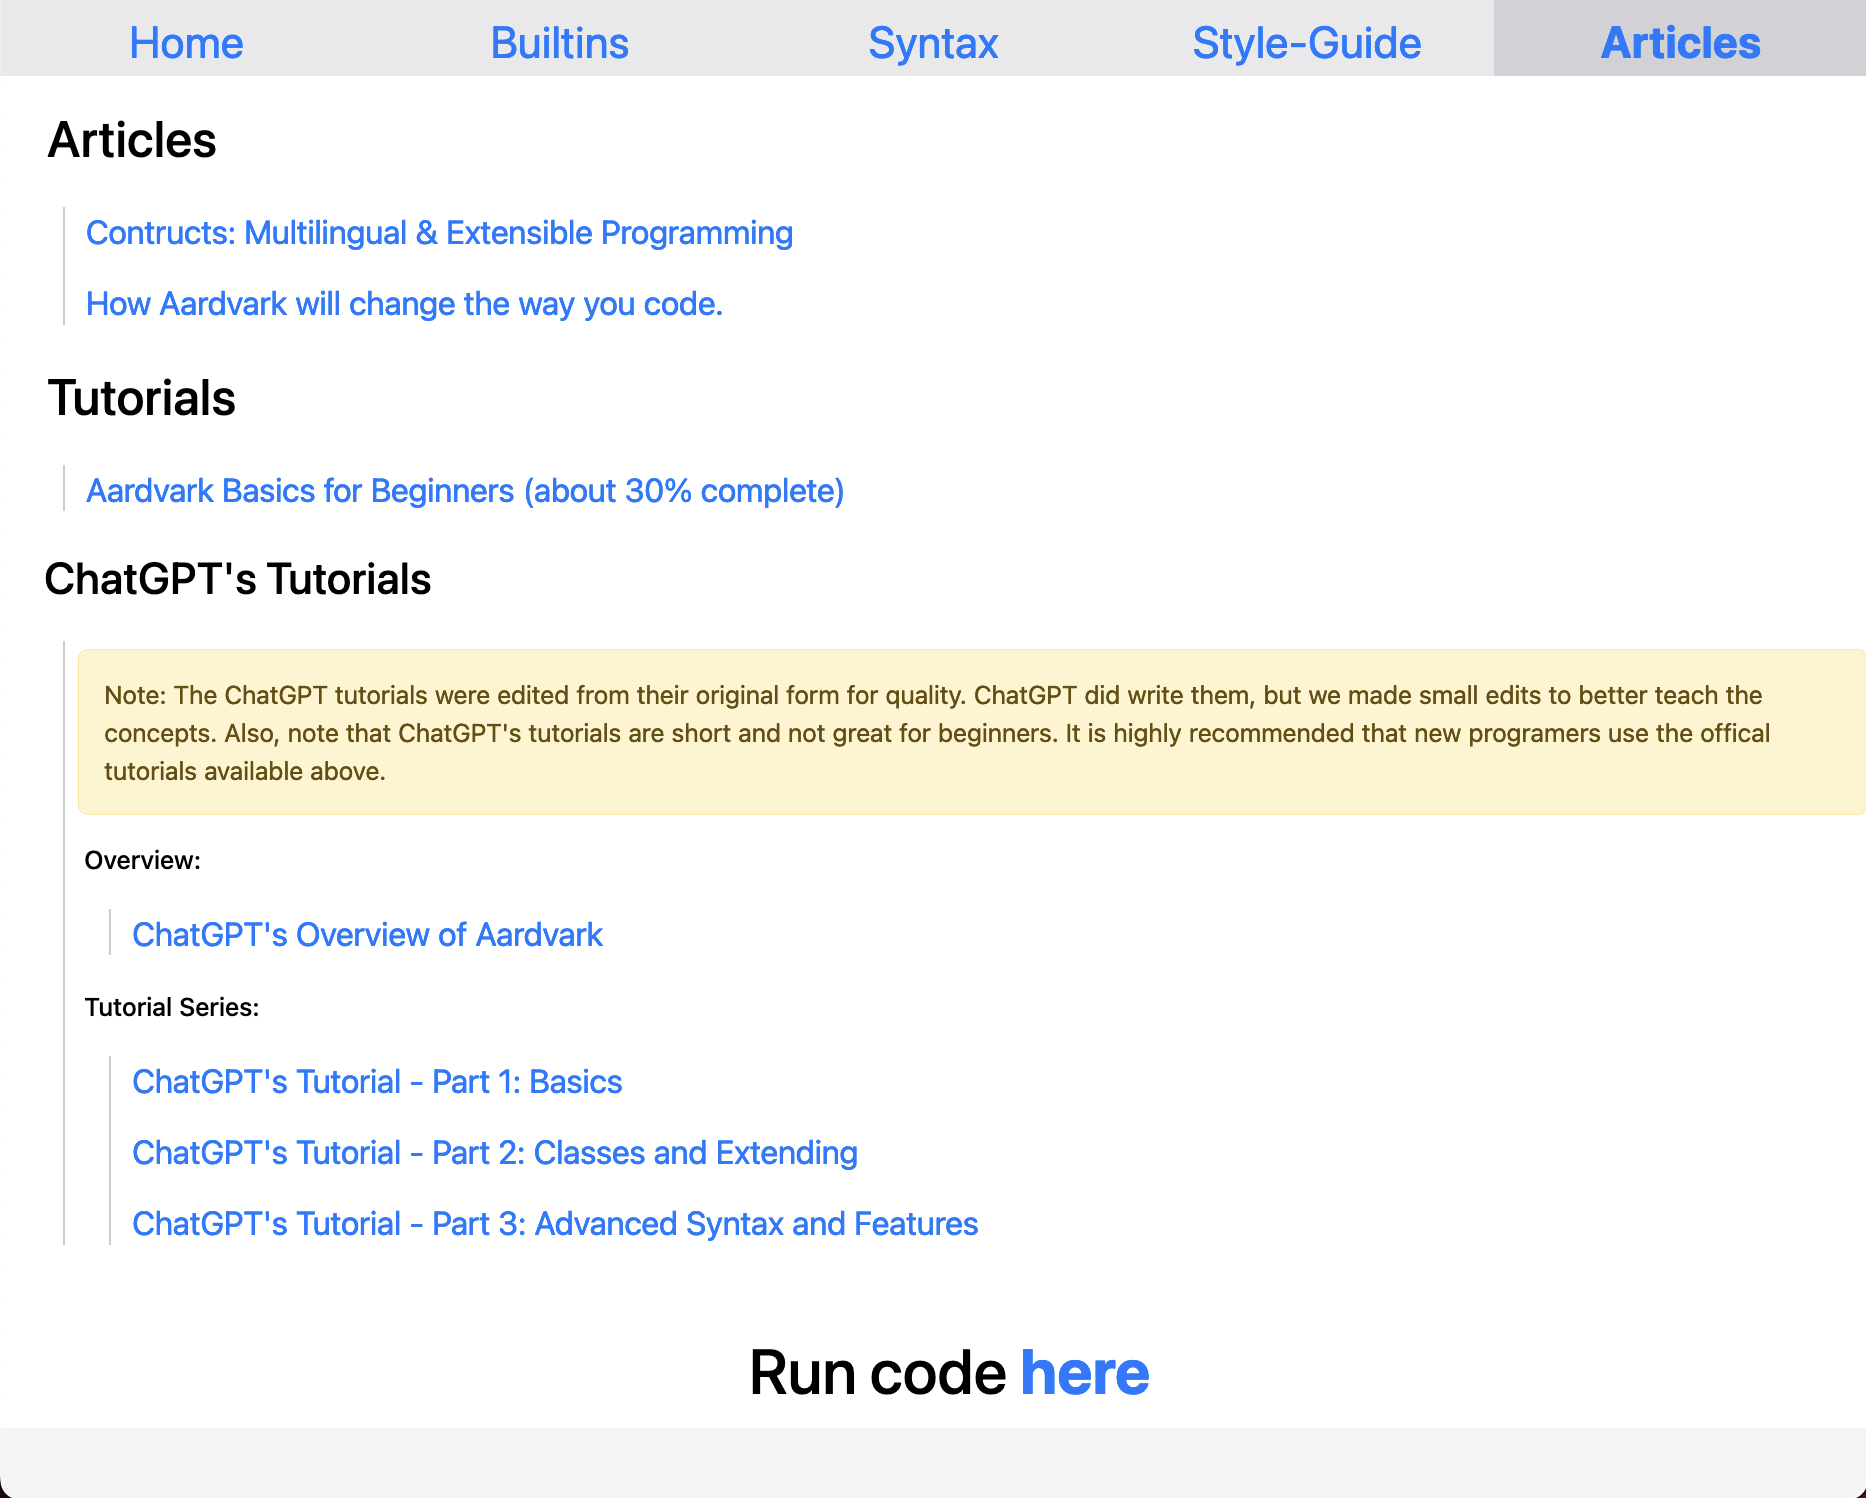 Home Builtins Syntax Style-Guide Articles
Articles
Contructs: Multilingual & Extensible Programming
How Aardvark will change the way you code.
Tutorials
Aardvark Basics for Beginners (about 30% complete)
ChatGPT's Tutorials
Note: The ChatGPT tutorials were edited from their original form for quality. ChatGPT did write them, but we made small edits to better teach the
concepts. Also, note that ChatGPT's tutorials are short and not great for beginners. It is highly recommended that new programers use the offical
tutorials available above.
Overview:
ChatGPT's Overview of Aardvark
Tutorial Series:
ChatGPT's Tutorial - Part 1: Basics
ChatGPT's Tutorial - Part 2: Classes and Extending
ChatGPT's Tutorial - Part 3: Advanced Syntax and Features
Run code here